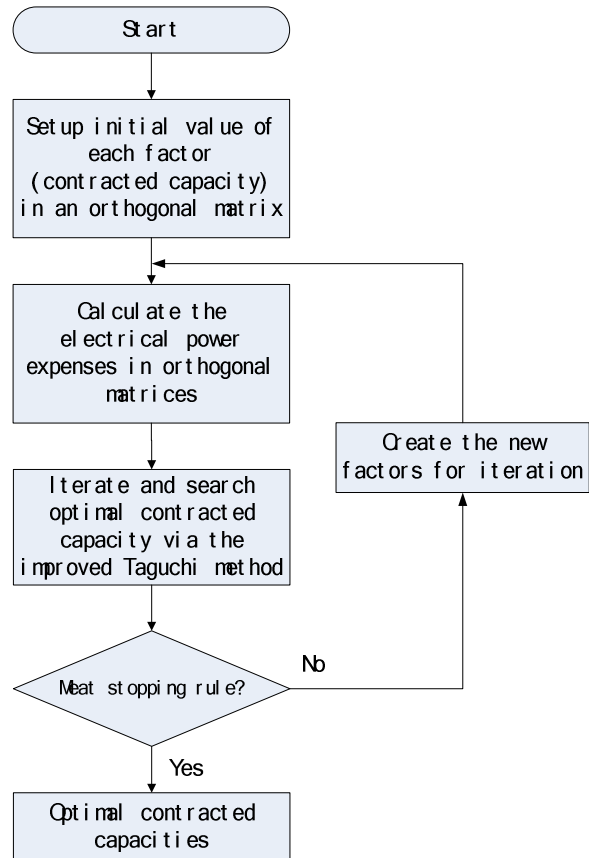 Start
Setup initial value of
each factor
(contracted capacity)
in an orthogonal matrix
Calculate the
electrical power
expenses in orthogonal
matrices
Create the new
factors for iteration
Iterate and search
optimal contracted
capacity via the
improved Taguchi method
No
Meat stopping rule?
Yes
Optimal contracted
capacities